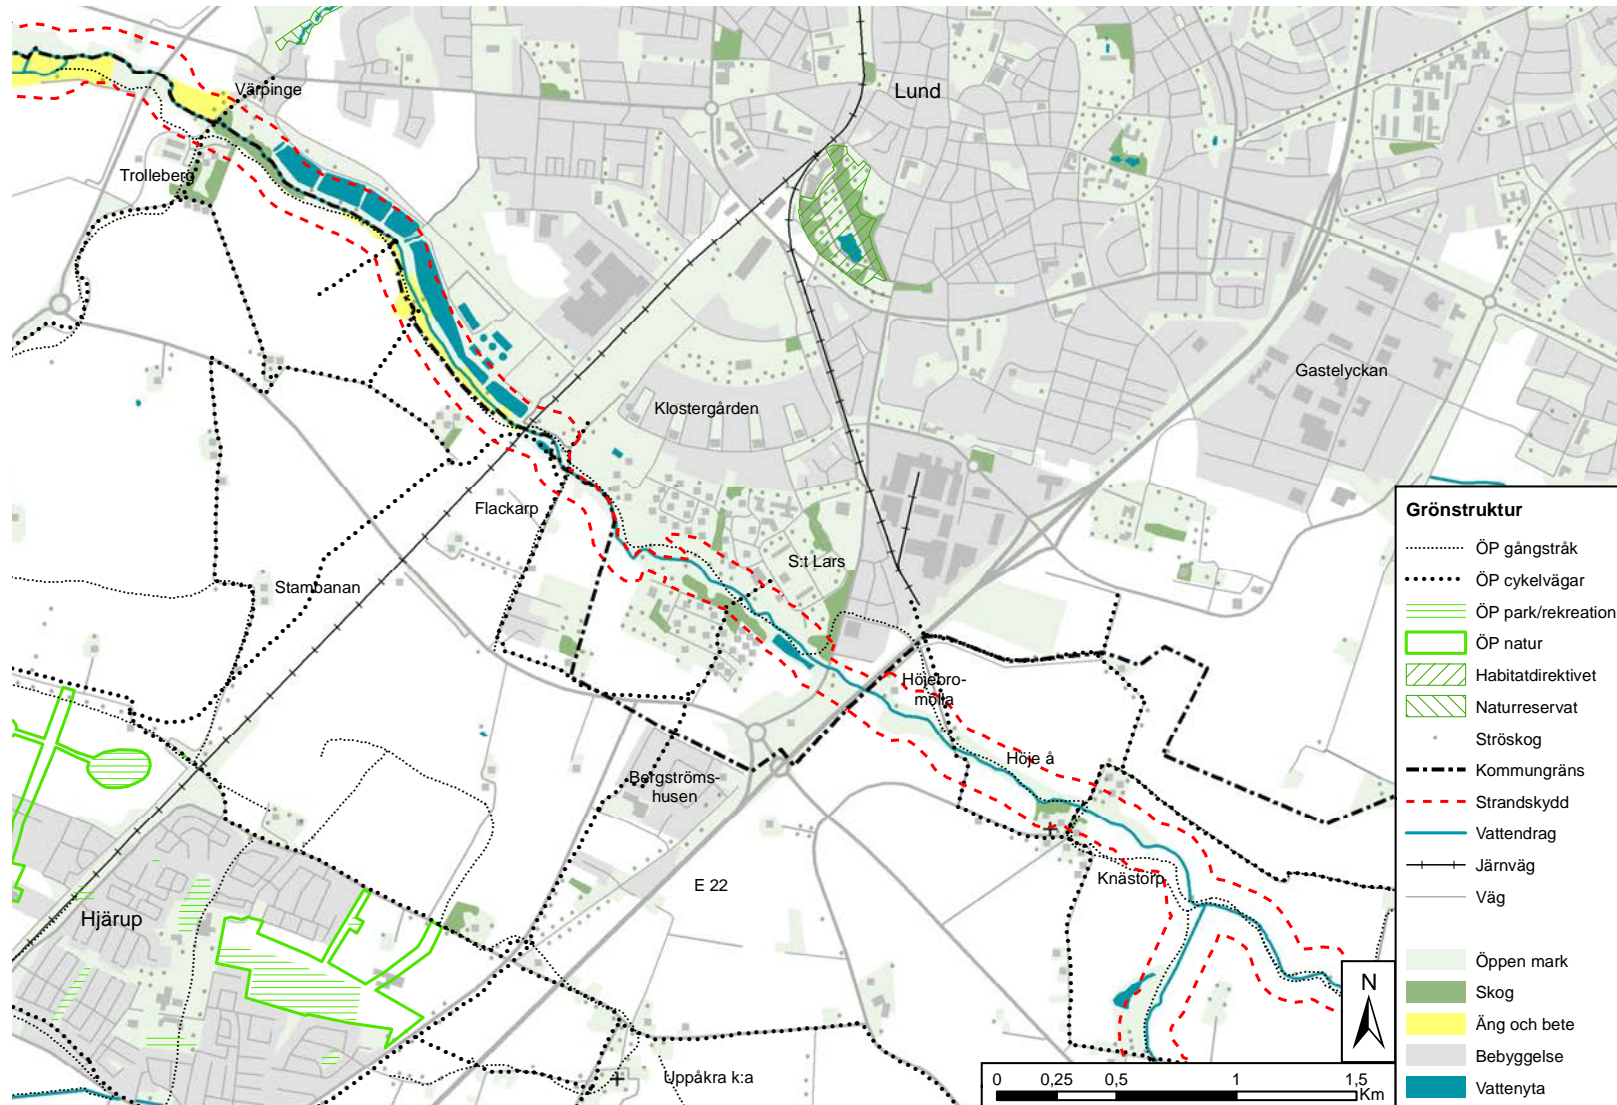 Lund
Värpinge
Trolleberg
Gastelyckan
Klostergården
Flackarp
S:t Lars
Stambanan
Höjebro-
mölla
Höje å
Bergströms-
husen
Knästorp
E 22
Hjärup
Uppåkra k:a
Grönstruktur
ÖP gångstråk
ÖP cykelvägar
ÖP park/rekreation
ÖP natur
Habitatdirektivet
Naturreservat
Ströskog
Kommungräns
Strandskydd
Vattendrag
Järnväg
Väg
Öppen mark
Skog
Äng och bete
Bebyggelse
Vattenyta
N
0 0,25 0,5 1 1,5
Km